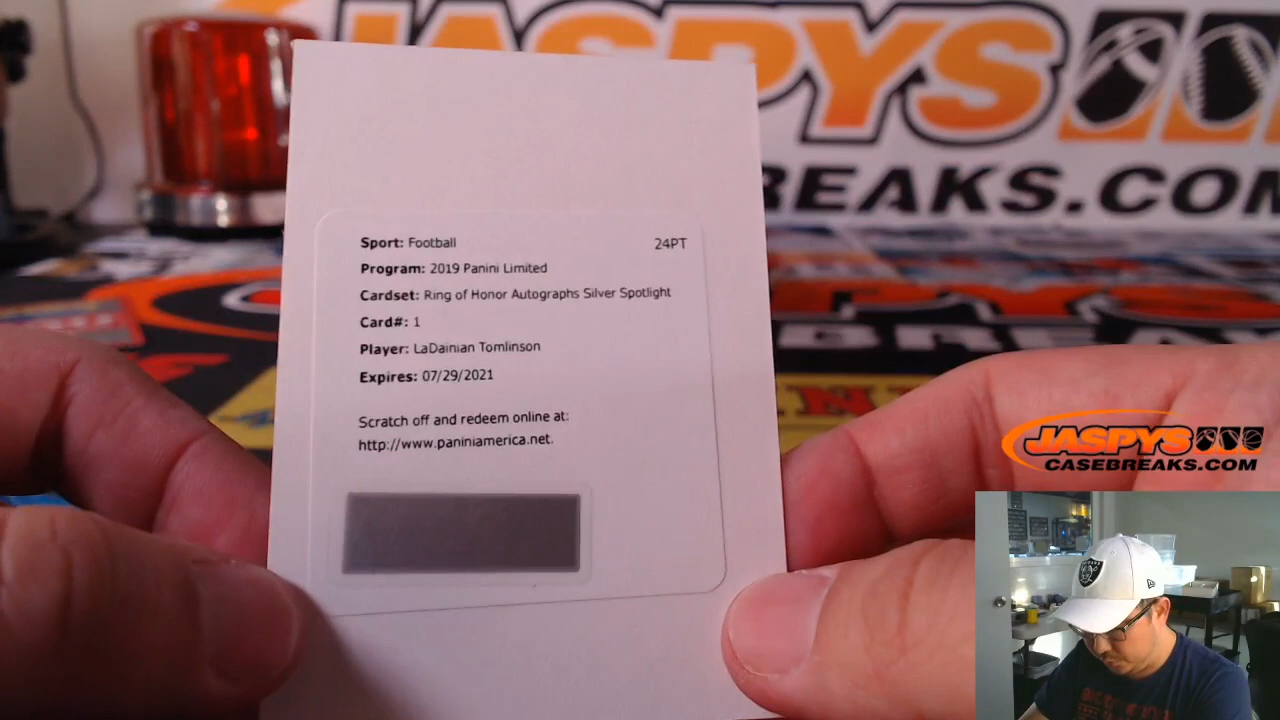 JASPYS
BREAKS.COM
Sport: Football 24PT
Program: 2019 Panini Limited
Cardset: Ring of Honor Autographs Silver Spotlight
Card#: 1
Player: LaDainian Tomlinson
Expires: 07/29/2021
Scratch off and redeem online at:
http://www.paniniamerica.net.
JASPYS
CASEBREAKS.COM